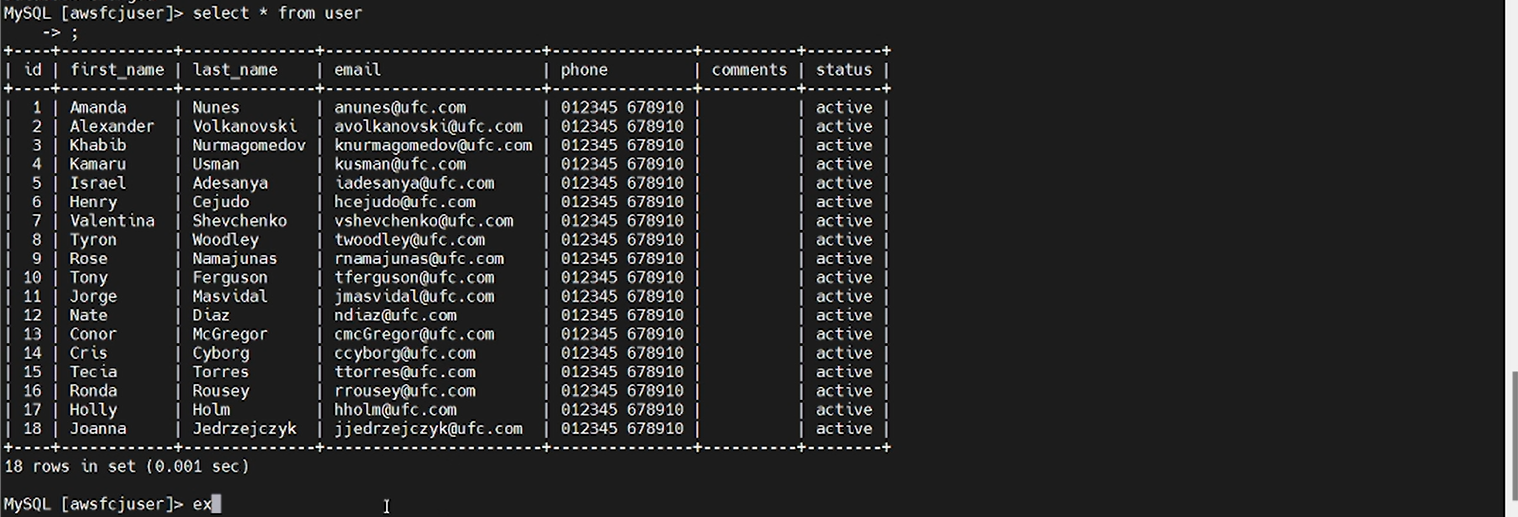 MySQL [awsfcjuser]> select * from user
    -> ;
+----+------------+--------------+------------------------+---------------+----------+--------+
| id | first_name | last_name    | email                  | phone         | comments | status |
+----+------------+--------------+------------------------+---------------+----------+--------+
|  1 | Amanda     | Nunes        | anunes@ufc.com         | 012345 678910 |          | active |
|  2 | Alexander  | Volkanovski  | avolkanovski@ufc.com   | 012345 678910 |          | active |
|  3 | Khabib     | Nurmagomedov | knurmagomedov@ufc.com  | 012345 678910 |          | active |
|  4 | Kamaru     | Usman        | kusman@ufc.com         | 012345 678910 |          | active |
|  5 | Israel     | Adesanya     | iadesanya@ufc.com      | 012345 678910 |          | active |
|  6 | Henry      | Cejudo       | hcejudo@ufc.com        | 012345 678910 |          | active |
|  7 | Valentina  | Shevchenko   | vshevchenko@ufc.com    | 012345 678910 |          | active |
|  8 | Tyron      | Woodley      | twoodley@ufc.com       | 012345 678910 |          | active |
|  9 | Rose       | Namajunas    | rnamajunas@ufc.com     | 012345 678910 |          | active |
| 10 | Tony       | Ferguson     | tferguson@ufc.com      | 012345 678910 |          | active |
| 11 | Jorge      | Masvidal     | jmasvidal@ufc.com      | 012345 678910 |          | active |
| 12 | Nate       | Diaz         | ndiaz@ufc.com          | 012345 678910 |          | active |
| 13 | Conor      | McGregor     | cmcGregor@ufc.com      | 012345 678910 |          | active |
| 14 | Cris       | Cyborg       | ccyborg@ufc.com        | 012345 678910 |          | active |
| 15 | Tecia      | Torres       | ttorres@ufc.com        | 012345 678910 |          | active |
| 16 | Ronda      | Rousey       | rrousey@ufc.com        | 012345 678910 |          | active |
| 17 | Holly      | Holm         | hholm@ufc.com          | 012345 678910 |          | active |
| 18 | Joanna     | Jedrzejczyk  | jjedrzejczyk@ufc.com   | 012345 678910 |          | active |
+----+------------+--------------+------------------------+---------------+----------+--------+
18 rows in set (0.001 sec)
MySQL [awsfcjuser]> ex